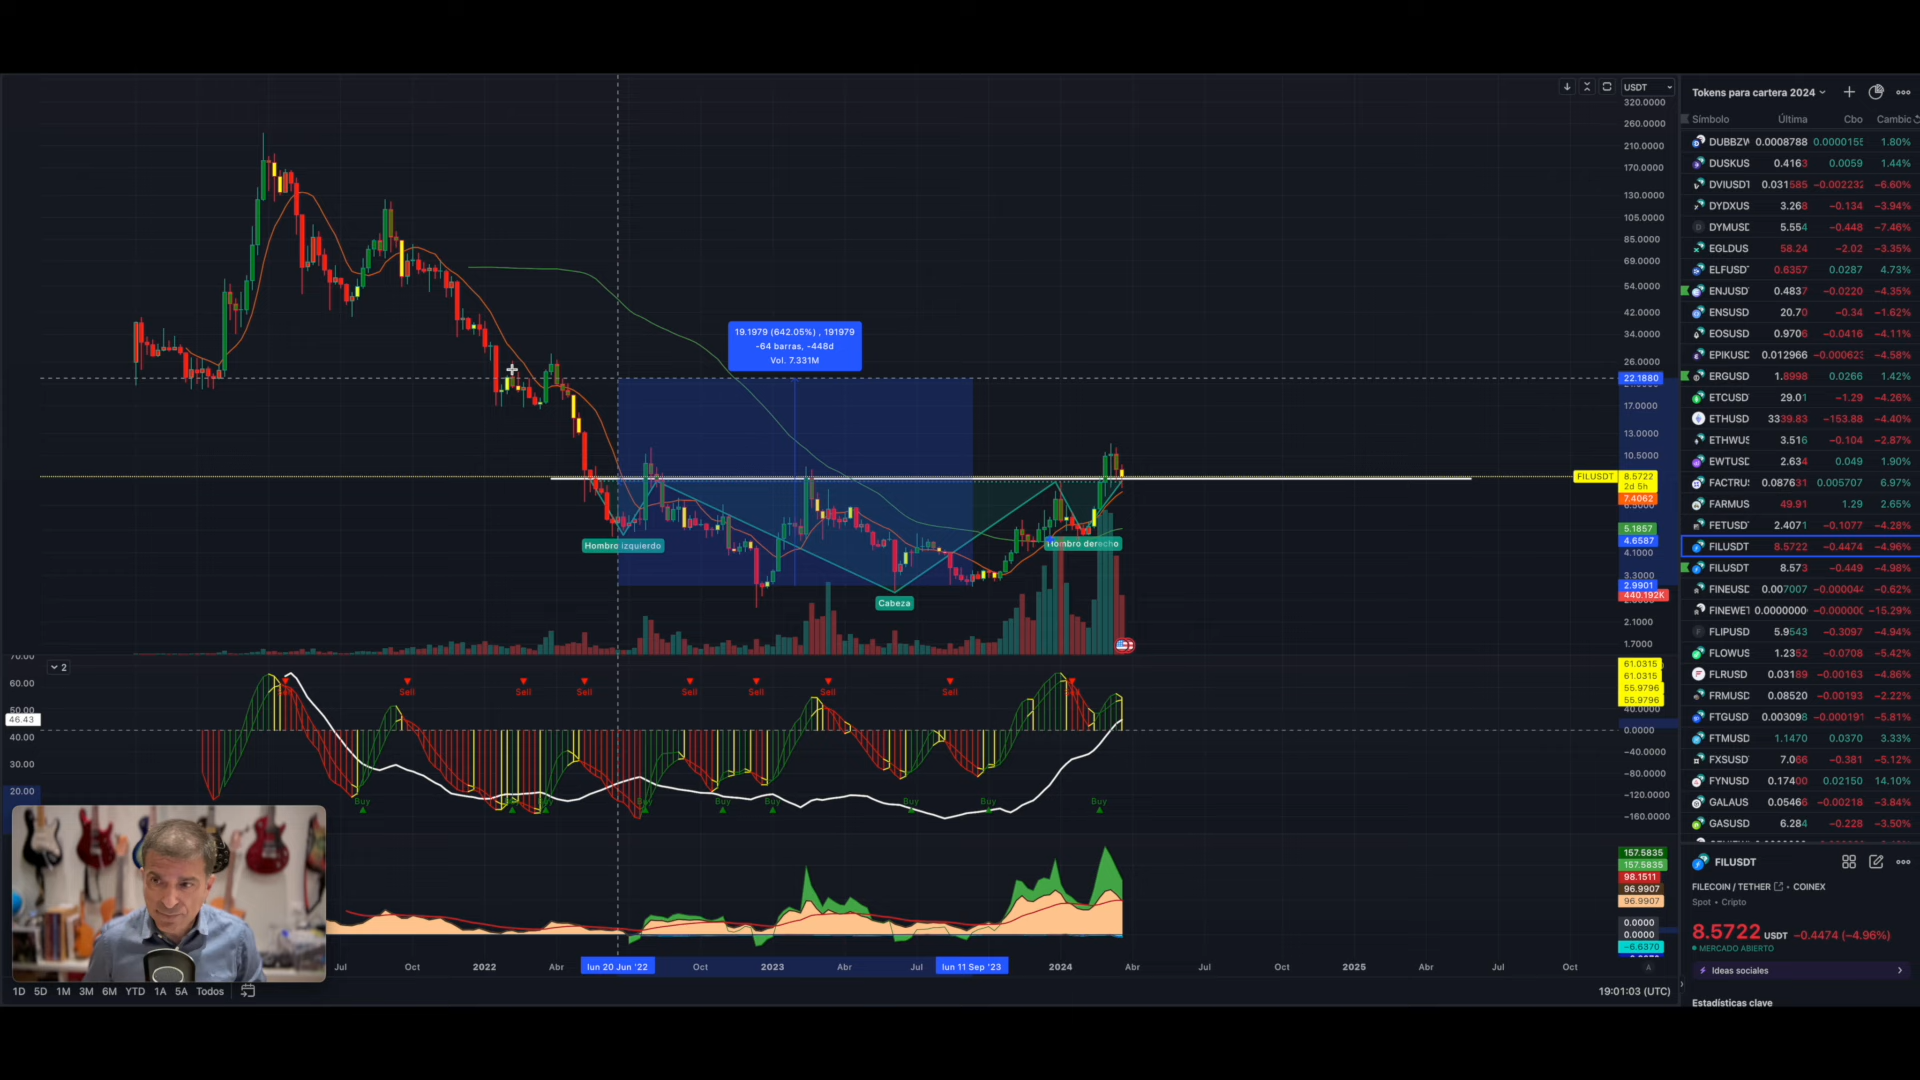 USDT
320.0000
260.0000
210.0000
170.0000
130.0000
105.0000
85.0000
69.0000
54.0000
42.0000
34.0000
26.0000
22.1880
17.0000
13.0000
10.5000
FILUSDT 8.5722
2d 5h
7.4062
5.1857
4.6587
4.1000
3.3000
2.9901
440.192K
2.1000
1.7000
19.1979 (642.05%) , 191979
-64 barras, -448d
Vol. 7.331M
Hombro izquierdo
Cabeza
Hombro derecho
2
70.00
60.00
50.00
46.43
40.00
30.00
20.00
Sell
Sell
Sell
Sell
Sell
Sell
Sell
Sell
Buy
Buy
Buy
Buy
Buy
Buy
Buy
61.0315
61.0315
55.9796
55.9796
40.0000
0.0000
−40.0000
−80.0000
−120.0000
−160.0000
157.5835
157.5835
98.1511
96.9907
96.9907
0.0000
0.0000
−6.6370
Jul Oct 2022 Abr lun 20 Jun '22 Oct 2023 Abr Jul lun 11 Sep '23 2024 Abr Jul Oct 2025 Abr Jul Oct A
1D 5D 1M 3M 6M YTD 1A 5A Todos
19:01:03 (UTC)
Tokens para cartera 2024
Símbolo Última Cbo Cambic
DUBBZW 0.0008788 0.0000155 1.80%
DUSKUS 0.4163 0.0059 1.44%
DVIUSDT 0.031585 −0.002232 −6.60%
DYDXUS 3.268 −0.134 −3.94%
DYMUSD 5.554 −0.448 −7.46%
EGLDUS 58.24 −2.02 −3.35%
ELFUSD 0.6357 0.0287 4.73%
ENJUSD 0.4837 −0.0220 −4.35%
ENSUSD 20.70 −0.34 −1.62%
EOSUSD 0.9706 −0.0416 −4.11%
EPIKUSD 0.012966 −0.000623 −4.58%
ERGUSD 1.8998 0.0266 1.42%
ETCUSD 29.01 −1.29 −4.26%
ETHUSD 3339.83 −153.88 −4.40%
ETHWUS 3.516 −0.104 −2.87%
EWTUSD 2.634 0.049 1.90%
FACTRU 0.087631 0.005707 6.97%
FARMUS 49.91 1.29 2.65%
FETUSD 2.4071 −0.1077 −4.28%
FILUSDT 8.5722 −0.4474 −4.96%
FILUSDT 8.573 −0.449 −4.98%
FINEUSD 0.007007 −0.000044 −0.62%
FINEWE 0.0000000 −0.000000 −15.29%
FLIPUSD 5.9543 −0.3097 −4.94%
FLOWUS 1.2352 −0.0708 −5.42%
FLRUSD 0.03189 −0.00163 −4.86%
FRMUSD 0.08520 −0.00193 −2.22%
FTGUSD 0.003098 −0.000191 −5.81%
FTMUSD 1.1470 0.0370 3.33%
FXSUSD 7.066 −0.381 −5.12%
FYNUSD 0.17400 0.02150 14.10%
GALAUS 0.05466 −0.00218 −3.84%
GASUSD 6.284 −0.228 −3.50%
FILUSDT
FILECOIN / TETHER • COINEX
Spot • Cripto
8.5722 USDT −0.4474 (−4.96%)
MERCADO ABIERTO
Ideas sociales
Estadísticas clave